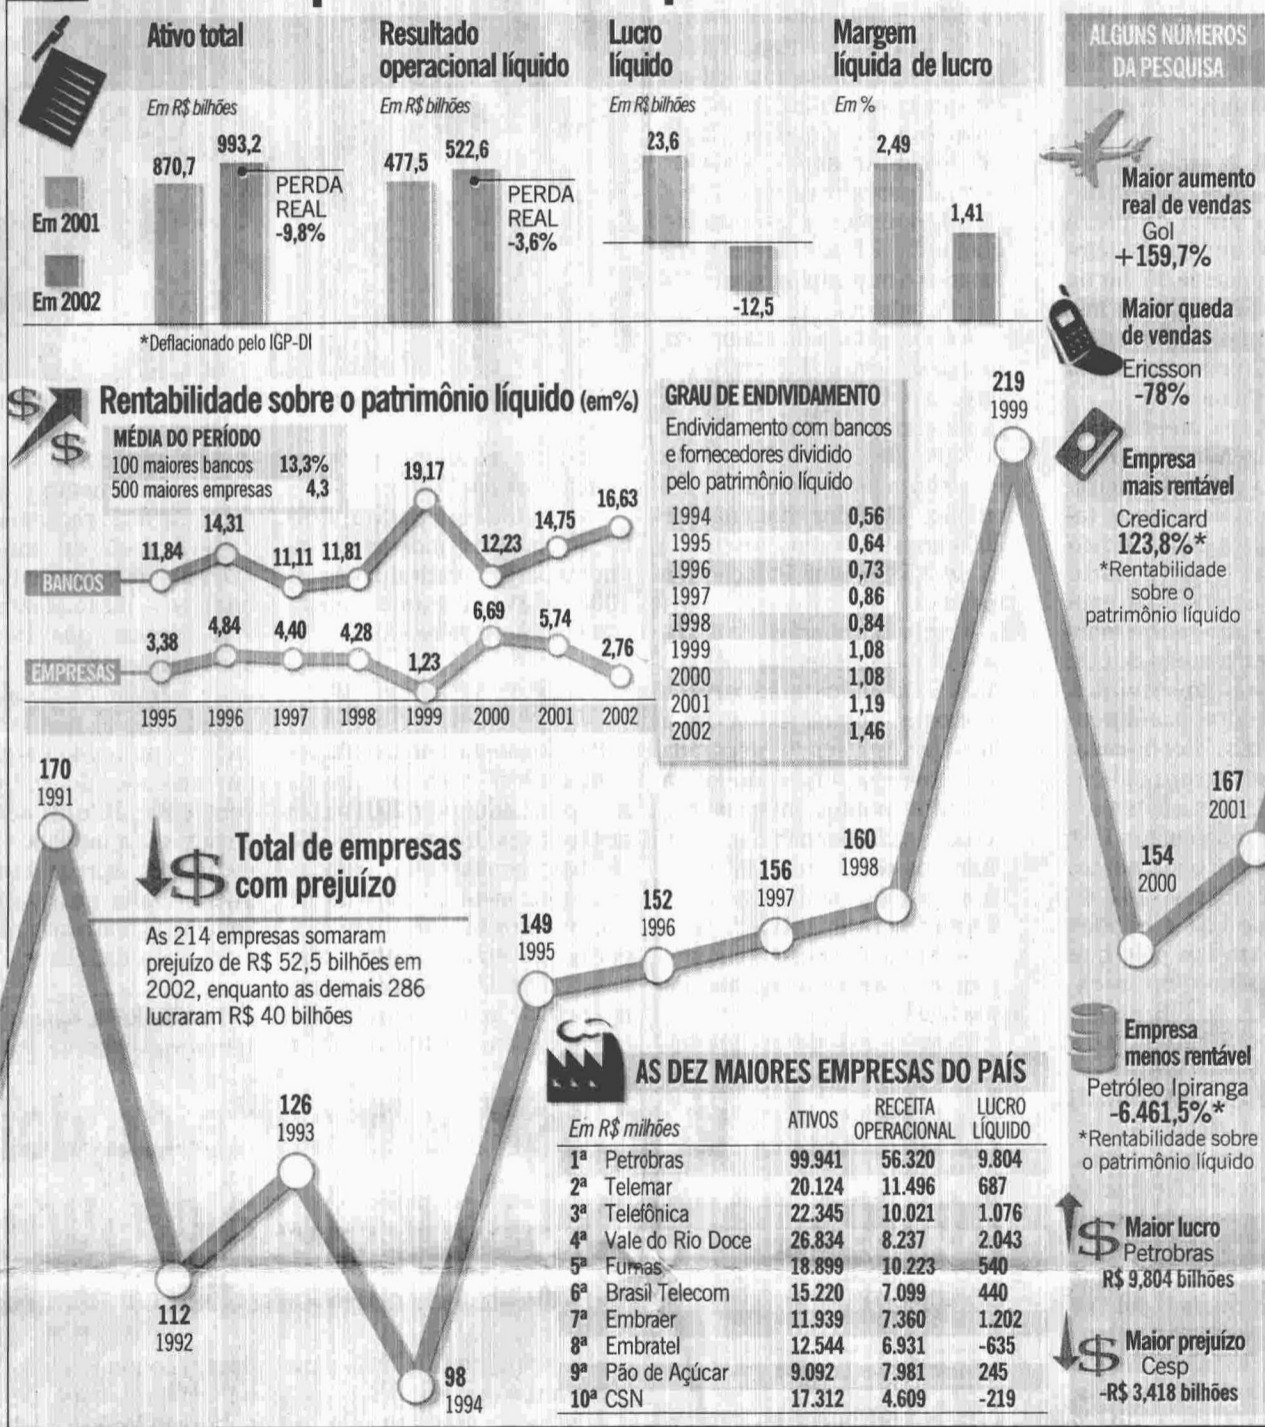 Ativo total
Em R$ bilhões
870,7
993,2
PERDA
REAL
-9,8%
Em 2001
Em 2002
*Deflacionado pelo IGP-DI
Resultado
operacional líquido
Em R$ bilhões
477,5
522,6
PERDA
REAL
-3,6%
Lucro
líquido
Em R$ bilhões
23,6
-12,5
Margem
líquida de lucro
Em %
2,49
1,41
ALGUNS NÚMEROS
DA PESQUISA
Maior aumento
real de vendas
Gol
+159,7%
Maior queda
de vendas
Ericsson
-78%
Empresa
mais rentável
Credicard
123,8%*
*Rentabilidade
sobre o
patrimônio líquido
Rentabilidade sobre o patrimônio líquido (em%)
MÉDIA DO PERÍODO
100 maiores bancos 13,3%
500 maiores empresas 4,3
BANCOS
11,84
14,31
11,11
11,81
19,17
12,23
14,75
16,63
EMPRESAS
3,38
4,84
4,40
4,28
1,23
6,69
5,74
2,76
1995 1996 1997 1998 1999 2000 2001 2002
GRAU DE ENDIVIDAMENTO
Endividamento com bancos
e fornecedores dividido
pelo patrimônio líquido
1994 0,56
1995 0,64
1996 0,73
1997 0,86
1998 0,84
1999 1,08
2000 1,08
2001 1,19
2002 1,46
Total de empresas
com prejuízo
As 214 empresas somaram
prejuízo de R$ 52,5 bilhões em
2002, enquanto as demais 286
lucraram R$ 40 bilhões
170
1991
112
1992
126
1993
98
1994
149
1995
152
1996
156
1997
160
1998
219
1999
154
2000
167
2001
AS DEZ MAIORES EMPRESAS DO PAÍS
Em R$ milhões
ATIVOS
RECEITA
OPERACIONAL
LUCRO
LÍQUIDO
1ª Petrobras 99.941 56.320 9.804
2ª Telemar 20.124 11.496 687
3ª Telefônica 22.345 10.021 1.076
4ª Vale do Rio Doce 26.834 8.237 2.043
5ª Furnas 18.899 10.223 540
6ª Brasil Telecom 15.220 7.099 440
7ª Embraer 11.939 7.360 1.202
8ª Embratel 12.544 6.931 -635
9ª Pão de Açúcar 9.092 7.981 245
10ª CSN 17.312 4.609 -219
Empresa
menos rentável
Petróleo Ipiranga
-6.461,5%*
*Rentabilidade sobre
o patrimônio líquido
Maior lucro
Petrobras
R$ 9,804 bilhões
Maior prejuízo
Cesp
-R$ 3,418 bilhões